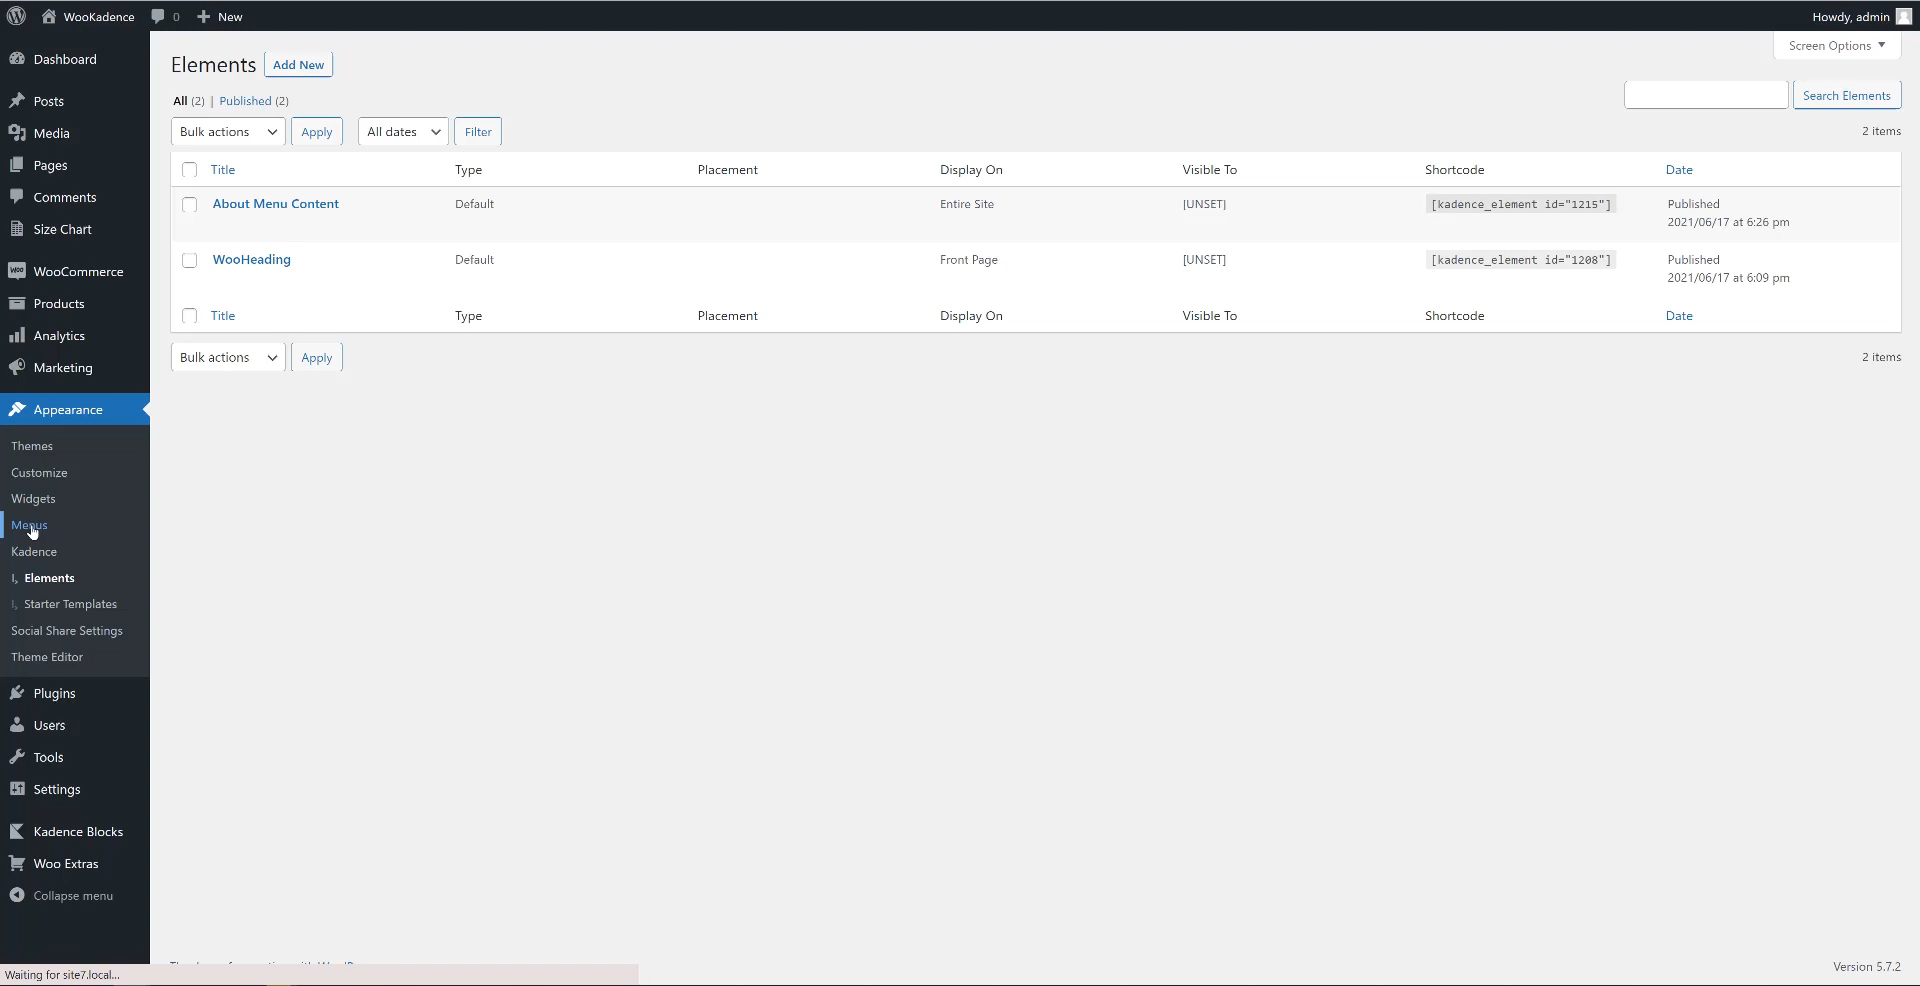 WooKadence 0 New Howdy, admin
Screen Options
Dashboard
Posts
Media
Pages
Comments
Size Chart
WooCommerce
Products
Analytics
Marketing
Appearance
Themes
Customize
Widgets
Menus
Kadence
Elements
Starter Templates
Social Share Settings
Theme Editor
Plugins
Users
Tools
Settings
Kadence Blocks
Woo Extras
Collapse menu
Elements Add New
All (2) | Published (2)
Search Elements
Bulk actions Apply All dates Filter 2 items
Title Type Placement Display On Visible To Shortcode Date
About Menu Content Default Entire Site [UNSET] [kadence_element id="1215"] Published
2021/06/17 at 6:26 pm
WooHeading Default Front Page [UNSET] [kadence_element id="1208"] Published
2021/06/17 at 6:09 pm
Title Type Placement Display On Visible To Shortcode Date
Bulk actions Apply 2 items
Version 5.7.2
Waiting for site7.local...